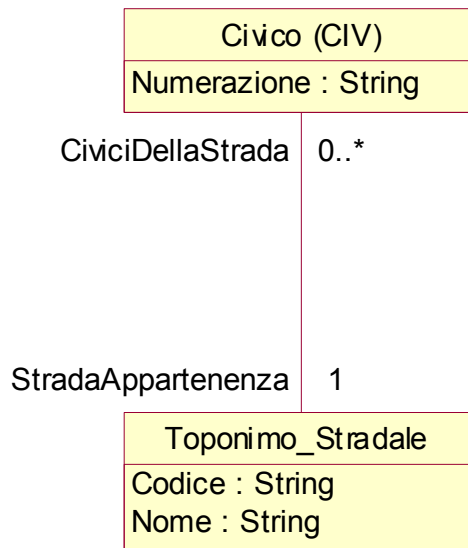 Civico (CIV)
Numerazione : String
CiviciDellaStrada 0..*
StradaAppartenenza 1
Toponimo_Stradale
Codice : String
Nome : String